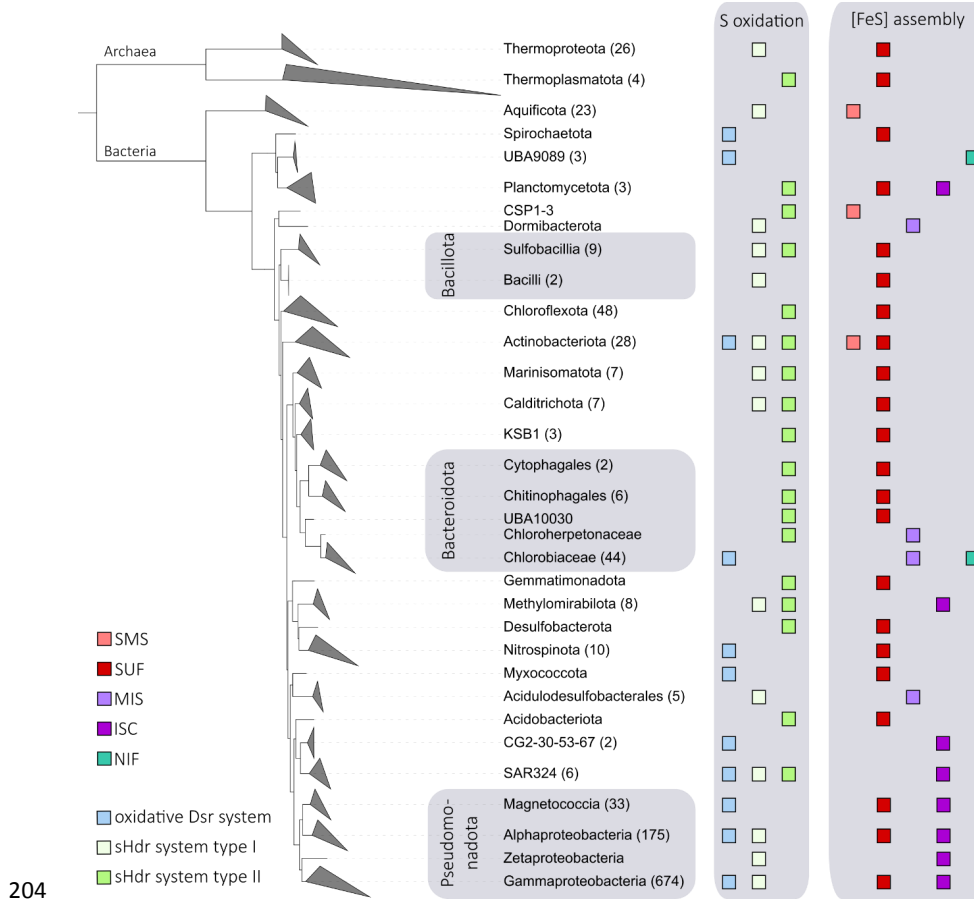 S oxidation
[FeS] assembly
Archaea
Thermoproteota (26)
Thermoplasmatota (4)
Aquificota (23)
Spirochaetota
Bacteria
UBA9089 (3)
Planctomycetota (3)
CSP1-3
Dormibacterota
Bacillota
Sulfobacillia (9)
Bacilli (2)
Chloroflexota (48)
Actinobacteriota (28)
Marinisomatota (7)
Calditrichota (7)
KSB1 (3)
Bacteroidota
Cytophagales (2)
Chitinophagales (6)
UBA10030
Chloroherpetonaceae
Chlorobiaceae (44)
Gemmatimonadota
Methylomirabilota (8)
Desulfobacterota
Nitrospinota (10)
Myxococcota
Acidulodesulfobacterales (5)
Acidobacteriota
CG2-30-53-67 (2)
SAR324 (6)
Pseudomo-
nadota
Magnetococcia (33)
Alphaproteobacteria (175)
Zetaproteobacteria
Gammaproteobacteria (674)
SMS
SUF
MIS
ISC
NIF
oxidative Dsr system
sHdr system type I
sHdr system type II
204